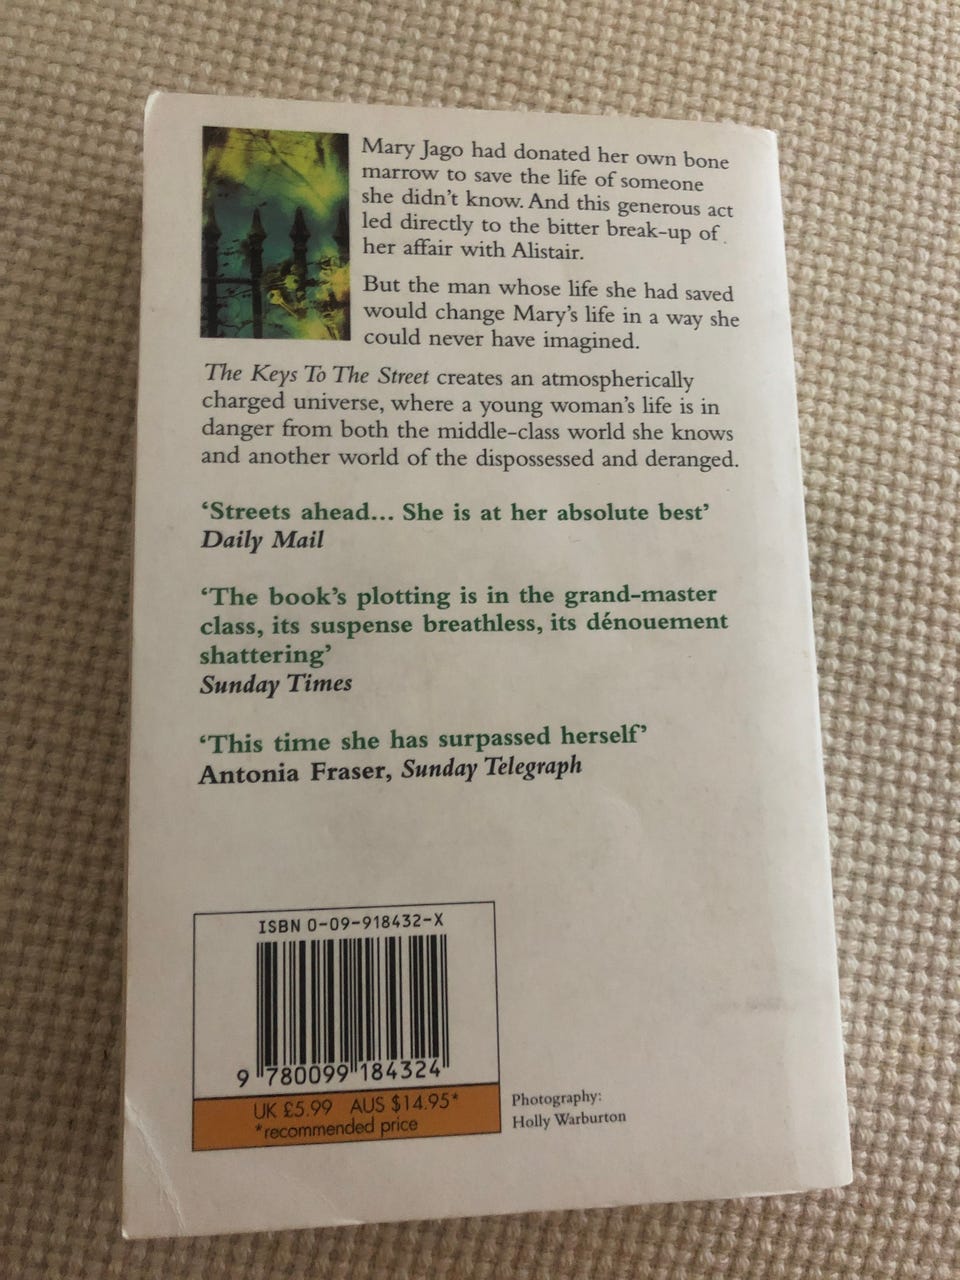 Mary Jago had donated her own bone
marrow to save the life of someone
she didn't know. And this generous act
led directly to the bitter break-up of
her affair with Alistair.
But the man whose life she had saved
would change Mary's life in a way she
could never have imagined.
The Keys To The Street creates an atmospherically
charged universe, where a young woman's life is in
danger from both the middle-class world she knows
and another world of the dispossessed and deranged.
‘Streets ahead... She is at her absolute best’
Daily Mail
‘The book's plotting is in the grand-master
class, its suspense breathless, its dénouement
shattering’
Sunday Times
‘This time she has surpassed herself’
Antonia Fraser, Sunday Telegraph
ISBN 0-09-918432-X
9 780099 184324
UK £5.99 AUS $14.95*
*recommended price
Photography:
Holly Warburton